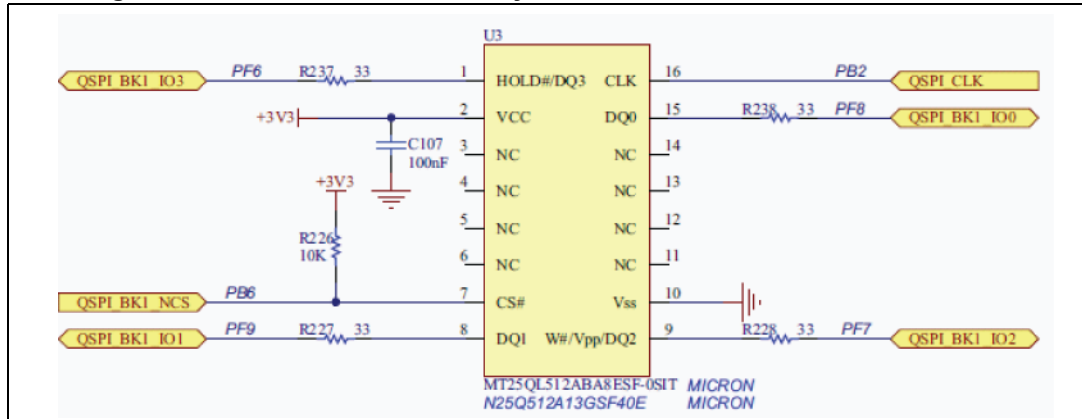 U3
QSPI_BK1_IO3 PF6 R237 33 1 HOLD#/DQ3 CLK 16 PB2 QSPI_CLK
+3V3 2 VCC DQ0 15 R238 33 PF8 QSPI_BK1_IO0
C107
100nF
3 NC NC 14
+3V3
4 NC NC 13
5 NC NC 12
R226
10K
6 NC NC 11
QSPI_BK1_NCS PB6 7 CS# Vss 10
QSPI_BK1_IO1 PF9 R227 33 8 DQ1 W#/Vpp/DQ2 9 R228 33 PF7 QSPI_BK1_IO2
MT25QL512ABA8ESF-0SIT MICRON
N25Q512A13GSF40E MICRON